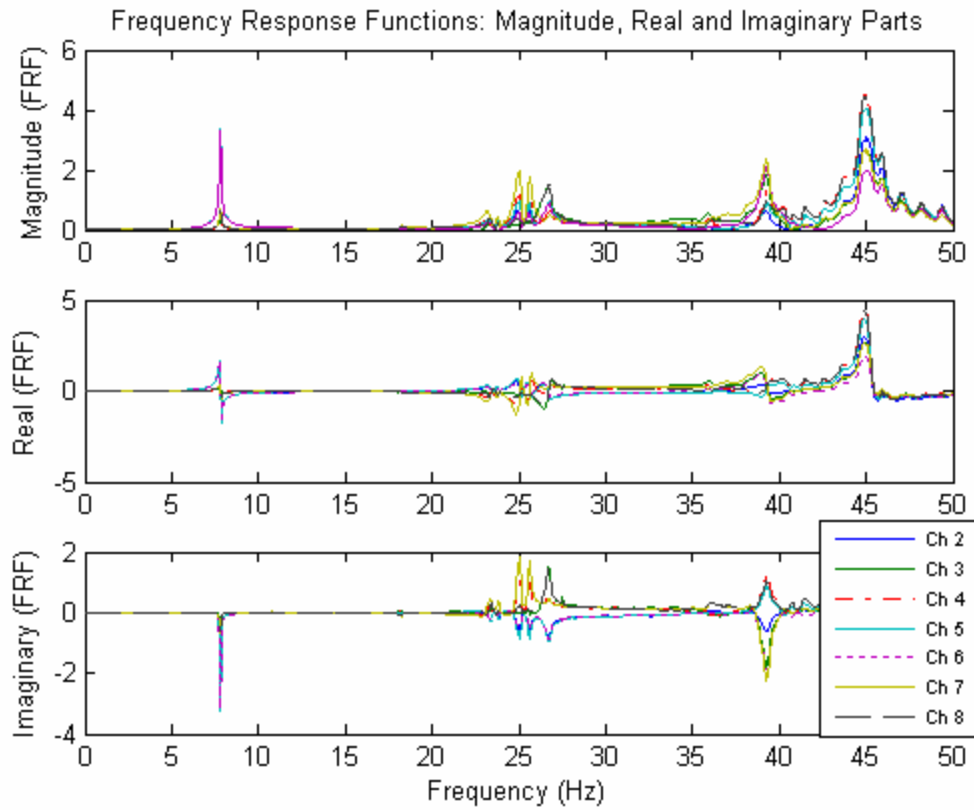 Frequency Response Functions: Magnitude, Real and Imaginary Parts
Magnitude (FRF)
6
4
2
0
0 5 10 15 20 25 30 35 40 45 50
Real (FRF)
5
0
-5
0 5 10 15 20 25 30 35 40 45 50
Imaginary (FRF)
2
0
-2
-4
0 5 10 15 20 25 30 35 40 45 50
Frequency (Hz)
Ch 2
Ch 3
Ch 4
Ch 5
Ch 6
Ch 7
Ch 8